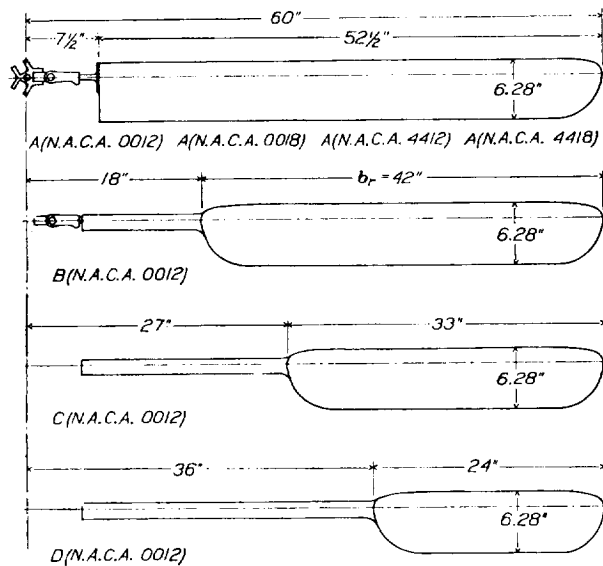 60"
7½" 52½"
6.28"
A(N.A.C.A. 0012) A(N.A.C.A. 0018) A(N.A.C.A. 4412) A(N.A.C.A. 4418)
18" br = 42"
6.28"
B(N.A.C.A. 0012)
27" 33"
6.28"
C(N.A.C.A. 0012)
36" 24"
6.28"
D(N.A.C.A. 0012)